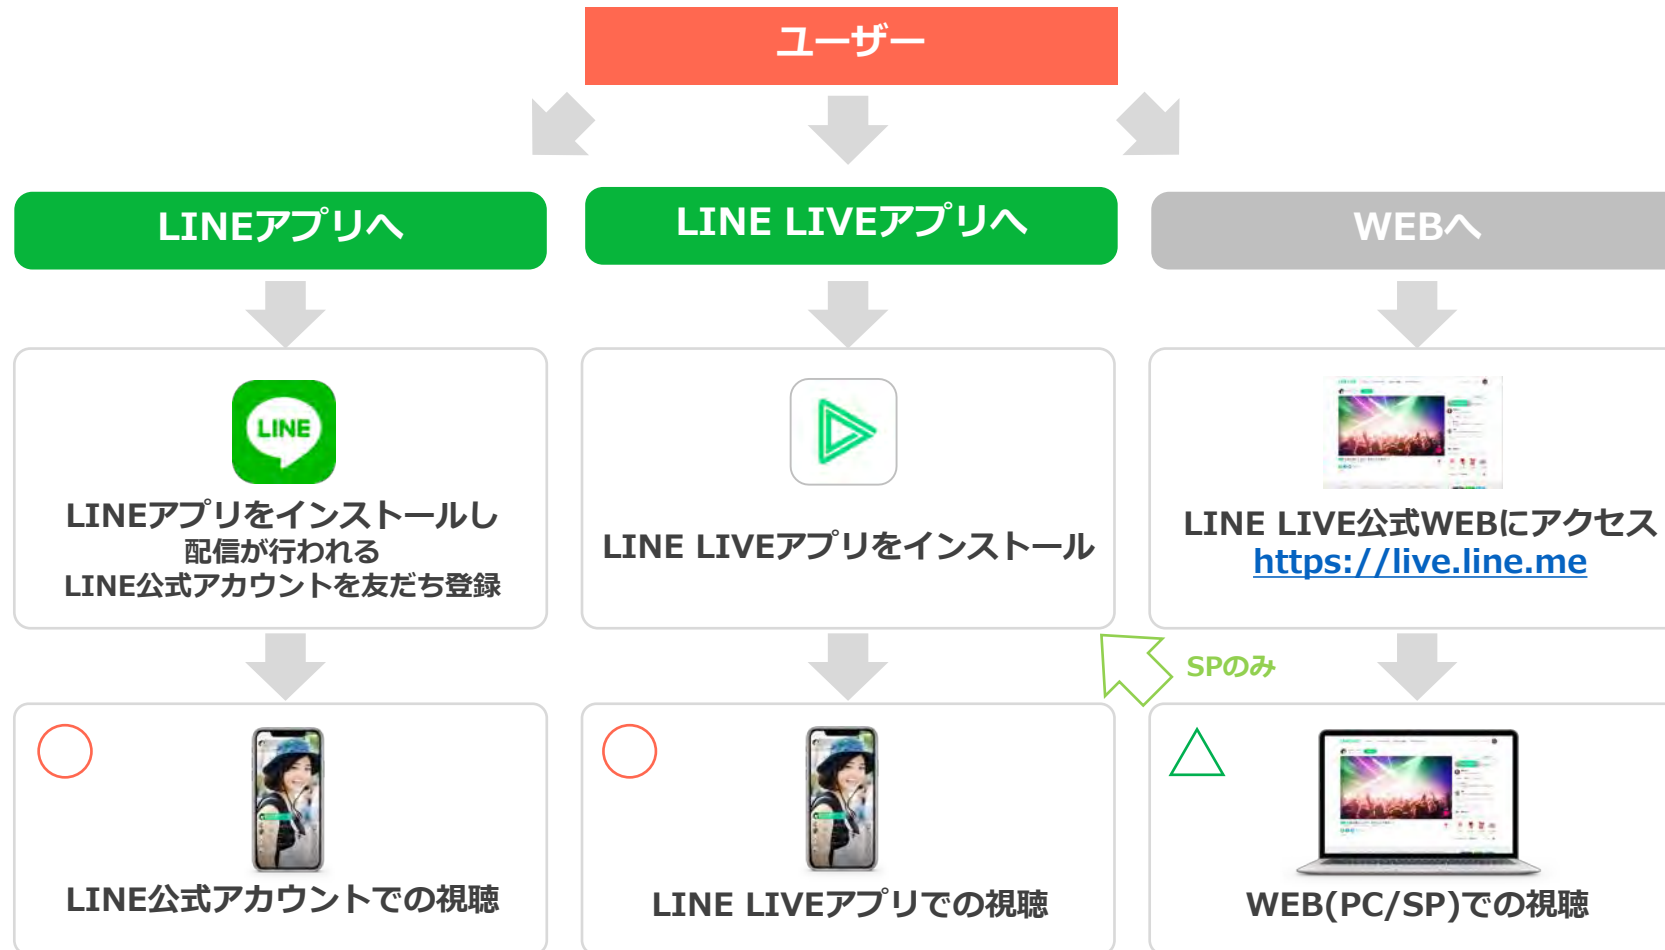 ユーザー
LINEアプリへ
LINE LIVEアプリへ
WEBへ
LINE
LINEアプリをインストールし
配信が行われる
LINE公式アカウントを友だち登録
LINE LIVEアプリをインストール
LINE LIVE公式WEBにアクセス
https://live.line.me
SPのみ
LINE公式アカウントでの視聴
LINE LIVEアプリでの視聴
WEB(PC/SP)での視聴